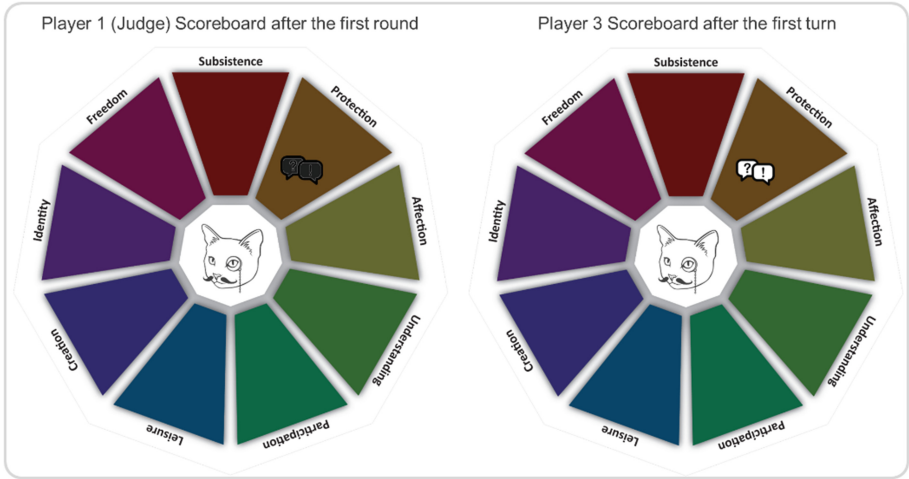 Player 1 (Judge) Scoreboard after the first round
Subsistence
Protection
Affection
Understanding
Participation
Leisure
Creation
Identity
Freedom
? !
Player 3 Scoreboard after the first turn
Subsistence
Protection
Affection
Understanding
Participation
Leisure
Creation
Identity
Freedom
? !